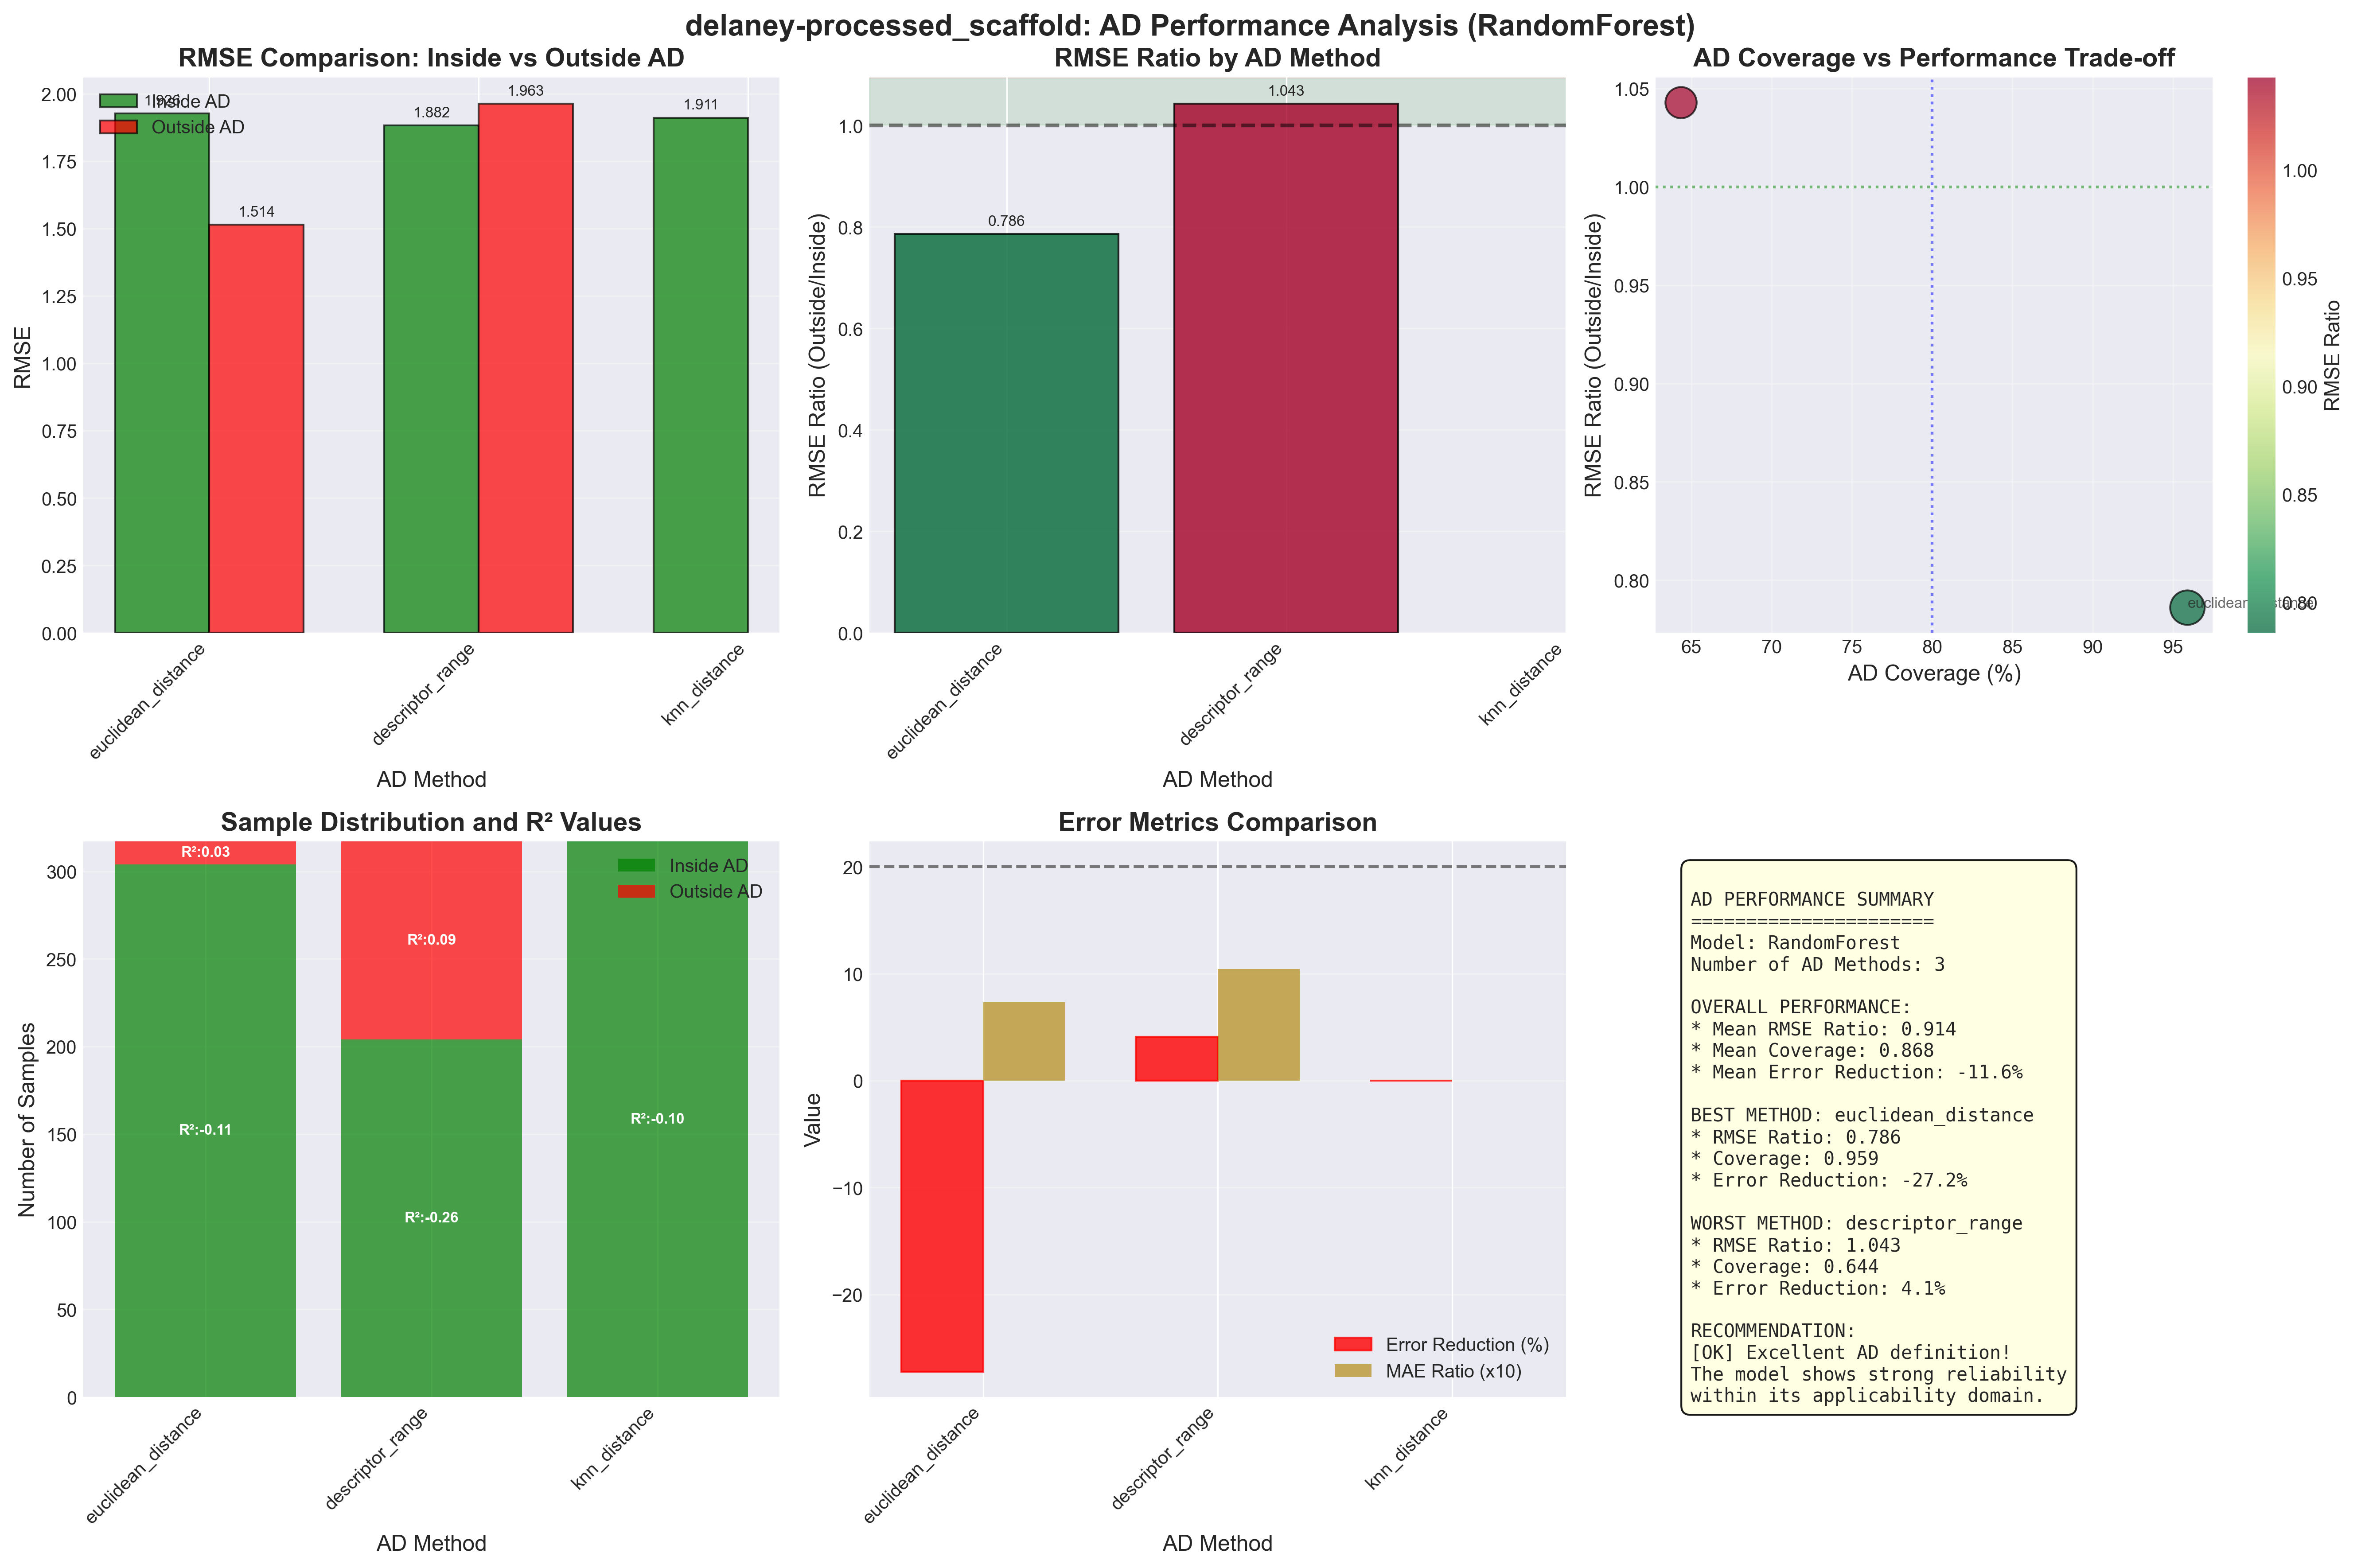 delaney-processed_scaffold: AD Performance Analysis (RandomForest)
RMSE Comparison: Inside vs Outside AD
2.00
1.75
1.50
1.25
1.00
0.75
0.50
0.25
0.00
RMSE
Inside AD
Outside AD
1.926
1.514
1.882
1.963
1.911
euclidean_distance
descriptor_range
knn_distance
AD Method
RMSE Ratio by AD Method
1.0
0.8
0.6
0.4
0.2
0.0
RMSE Ratio (Outside/Inside)
0.786
1.043
euclidean_distance
descriptor_range
knn_distance
AD Method
AD Coverage vs Performance Trade-off
1.05
1.00
0.95
0.90
0.85
0.80
RMSE Ratio (Outside/Inside)
euclidean_distance
65
70
75
80
85
90
95
AD Coverage (%)
1.00
0.95
0.90
0.85
0.80
RMSE Ratio
Sample Distribution and R² Values
300
250
200
150
100
50
0
Number of Samples
Inside AD
Outside AD
R²:0.03
R²:-0.11
R²:0.09
R²:-0.26
R²:-0.10
euclidean_distance
descriptor_range
knn_distance
AD Method
Error Metrics Comparison
20
10
0
−10
−20
Value
Error Reduction (%)
MAE Ratio (x10)
euclidean_distance
descriptor_range
knn_distance
AD Method
AD PERFORMANCE SUMMARY
======================
Model: RandomForest
Number of AD Methods: 3
OVERALL PERFORMANCE:
* Mean RMSE Ratio: 0.914
* Mean Coverage: 0.868
* Mean Error Reduction: -11.6%
BEST METHOD: euclidean_distance
* RMSE Ratio: 0.786
* Coverage: 0.959
* Error Reduction: -27.2%
WORST METHOD: descriptor_range
* RMSE Ratio: 1.043
* Coverage: 0.644
* Error Reduction: 4.1%
RECOMMENDATION:
[OK] Excellent AD definition!
The model shows strong reliability
within its applicability domain.